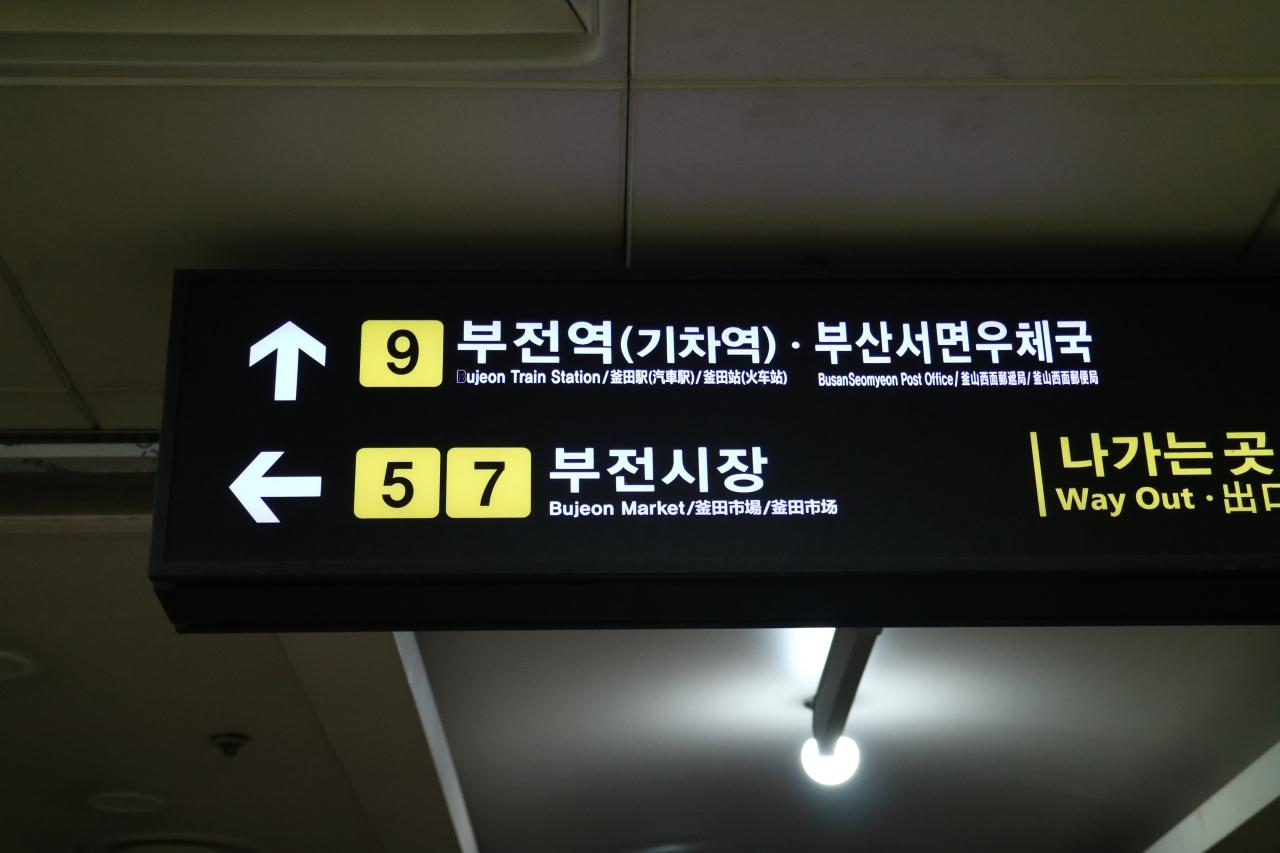 9 부전역(기차역) · 부산서면우체국
Bujeon Train Station/釜田駅(汽車駅)/釜田站(火车站) BusanSeomyeon Post Office/釜山西面郵逓局/釜山西面郵便局
5 7 부전시장
Bujeon Market/釜田市場/釜田市场
나가는 곳
Way Out · 出口